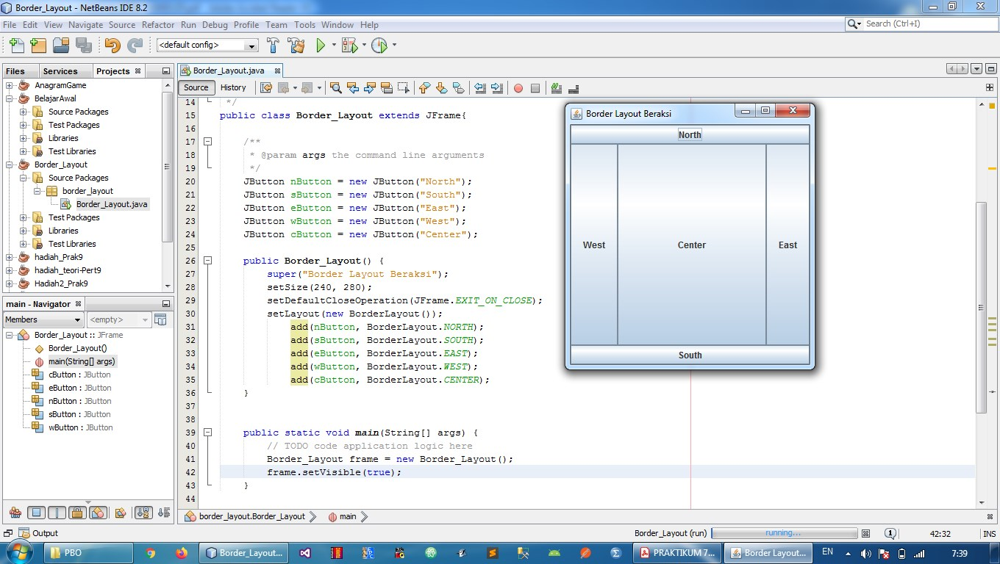 Border_Layout - NetBeans IDE 8.2
File Edit View Navigate Source Refactor Run Debug Profile Team Tools Window Help
Search (Ctrl+I)
<default config>
Files Services Projects
AnagramGame
BelajarAwal
Source Packages
Test Packages
Libraries
Test Libraries
Border_Layout
Source Packages
border_layout
Border_Layout.java
Test Packages
Libraries
Test Libraries
hadiah_Prak9
hadiah_teori-Pert9
Hadiah2_Prak9
main - Navigator
Members <empty>
Border_Layout :: JFrame
Border_Layout()
main(String[] args)
cButton : JButton
eButton : JButton
nButton : JButton
sButton : JButton
wButton : JButton
Border_Layout.java
Source History
14 */
15 public class Border_Layout extends JFrame{
16
17 /**
18 * @param args the command line arguments
19 */
20 JButton nButton = new JButton("North");
21 JButton sButton = new JButton("South");
22 JButton eButton = new JButton("East");
23 JButton wButton = new JButton("West");
24 JButton cButton = new JButton("Center");
25
26 public Border_Layout() {
27 super("Border Layout Beraksi");
28 setSize(240, 280);
29 setDefaultCloseOperation(JFrame.EXIT_ON_CLOSE);
30 setLayout(new BorderLayout());
31 add(nButton, BorderLayout.NORTH);
32 add(sButton, BorderLayout.SOUTH);
33 add(eButton, BorderLayout.EAST);
34 add(wButton, BorderLayout.WEST);
35 add(cButton, BorderLayout.CENTER);
36 }
37
38
39 public static void main(String[] args) {
40 // TODO code application logic here
41 Border_Layout frame = new Border_Layout();
42 frame.setVisible(true);
43 }
44
Border Layout Beraksi
North
West Center East
South
border_layout.Border_Layout main
Output
Border_Layout (run) running... 1 42:32 INS
PBO Border_Layout... PRAKTIKUM 7... Border Layout... EN 7:39